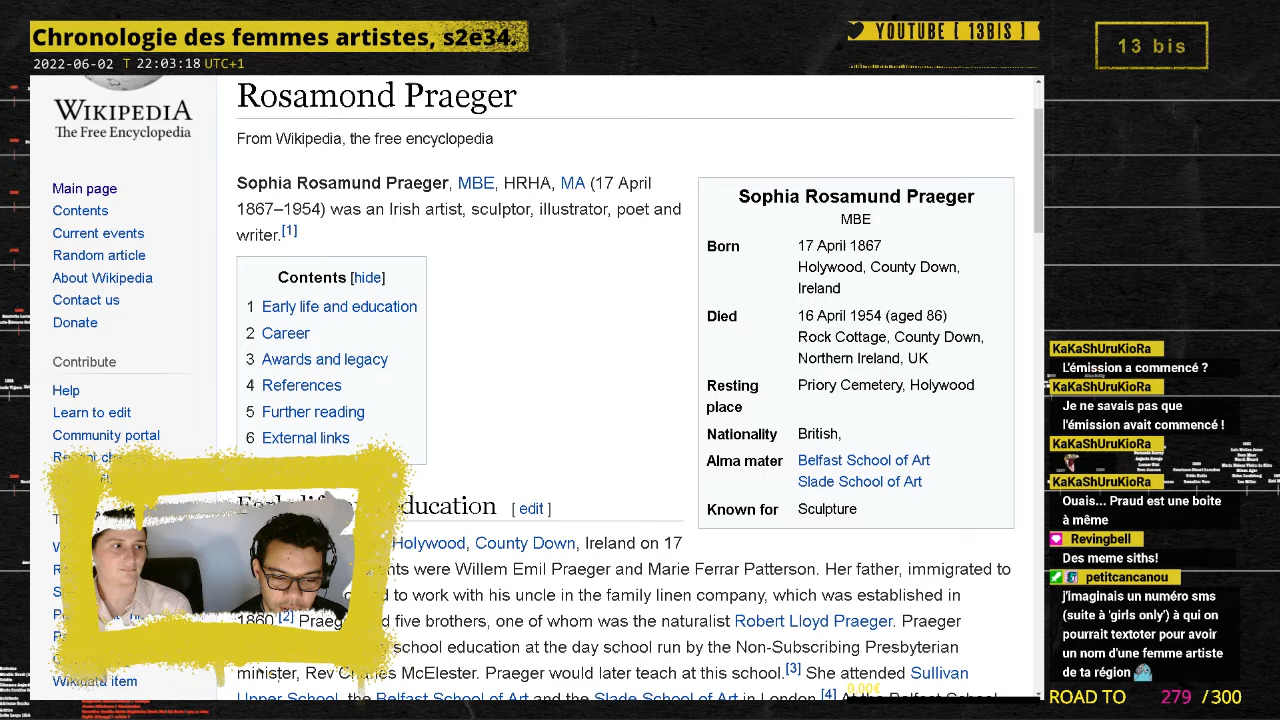 Chronologie des femmes artistes, s2e34.
2022-06-02 T 22:03:18 UTC+1
YOUTUBE [ 13BIS ]
13 bis
WIKIPEDIA
The Free Encyclopedia
Main page
Contents
Current events
Random article
About Wikipedia
Contact us
Donate
Contribute
Help
Learn to edit
Community portal
Wikidata item
Rosamond Praeger
From Wikipedia, the free encyclopedia
Sophia Rosamund Praeger, MBE, HRHA, MA (17 April
1867–1954) was an Irish artist, sculptor, illustrator, poet and
writer.[1]
Contents [hide]
1 Early life and education
2 Career
3 Awards and legacy
4 References
5 Further reading
6 External links
Sophia Rosamund Praeger
MBE
Born 17 April 1867
Holywood, County Down,
Ireland
Died 16 April 1954 (aged 86)
Rock Cottage, County Down,
Northern Ireland, UK
Resting place Priory Cemetery, Holywood
Nationality British,
Alma mater Belfast School of Art
Slade School of Art
Known for Sculpture
ducation [ edit ]
Holywood, County Down, Ireland on 17
nts were Willem Emil Praeger and Marie Ferrar Patterson. Her father, immigrated to
d to work with his uncle in the family linen company, which was established in
1860.[2] Praeg d five brothers, one of whom was the naturalist Robert Lloyd Praeger. Praeger
school education at the day school run by the Non-Subscribing Presbyterian
minister, Rev C s McElester. Praeger would later teach art school.[3] She attended Sullivan
Upper School, the Belfast School of Art and the Slade School in London.[4]
0.00€
KaKaShUruKioRa
L'émission a commencé ?
KaKaShUruKioRa
Je ne savais pas que
l'émission avait commencé !
KaKaShUruKioRa
KaKaShUruKioRa
Ouais... Praud est une boite
à même
Revingbell
Des meme siths!
petitcancanou
j'imaginais un numéro sms
(suite à 'girls only') à qui on
pourrait textoter pour avoir
un nom d'une femme artiste
de ta région
ROAD TO 279 / 300